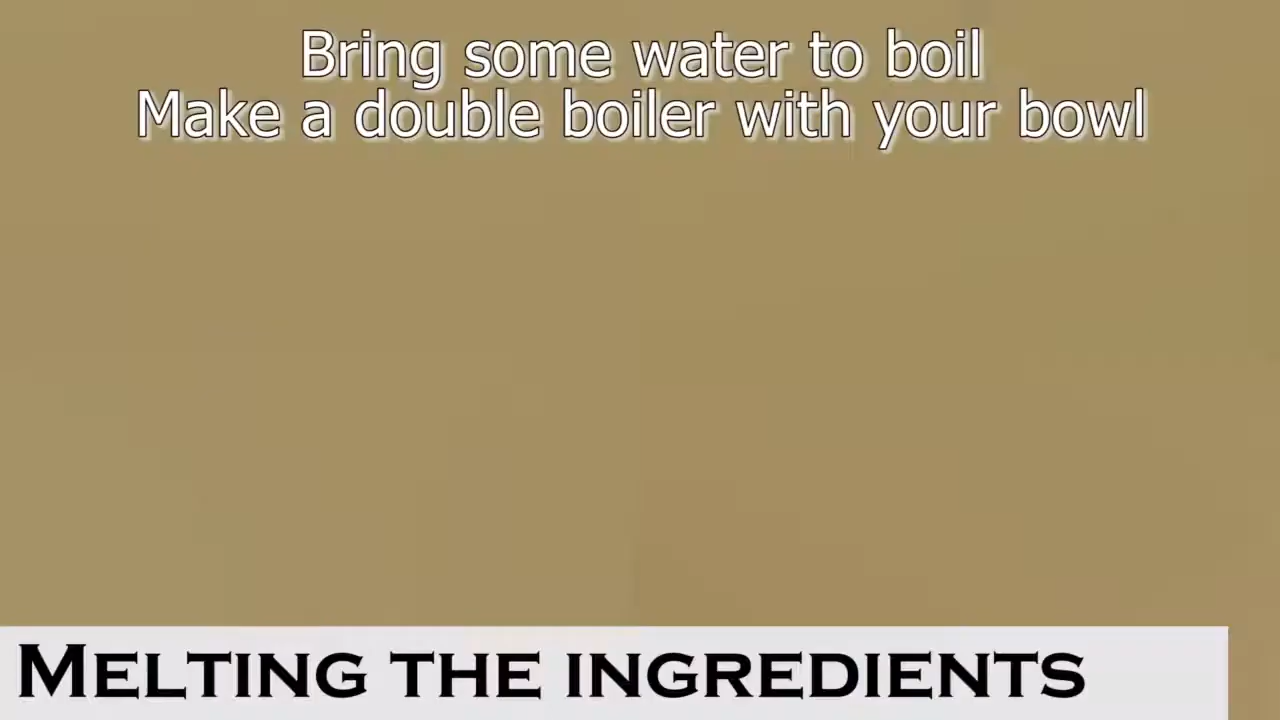 Bring some water to boil
Make a double boiler with your bowl
MELTING THE INGREDIENTS